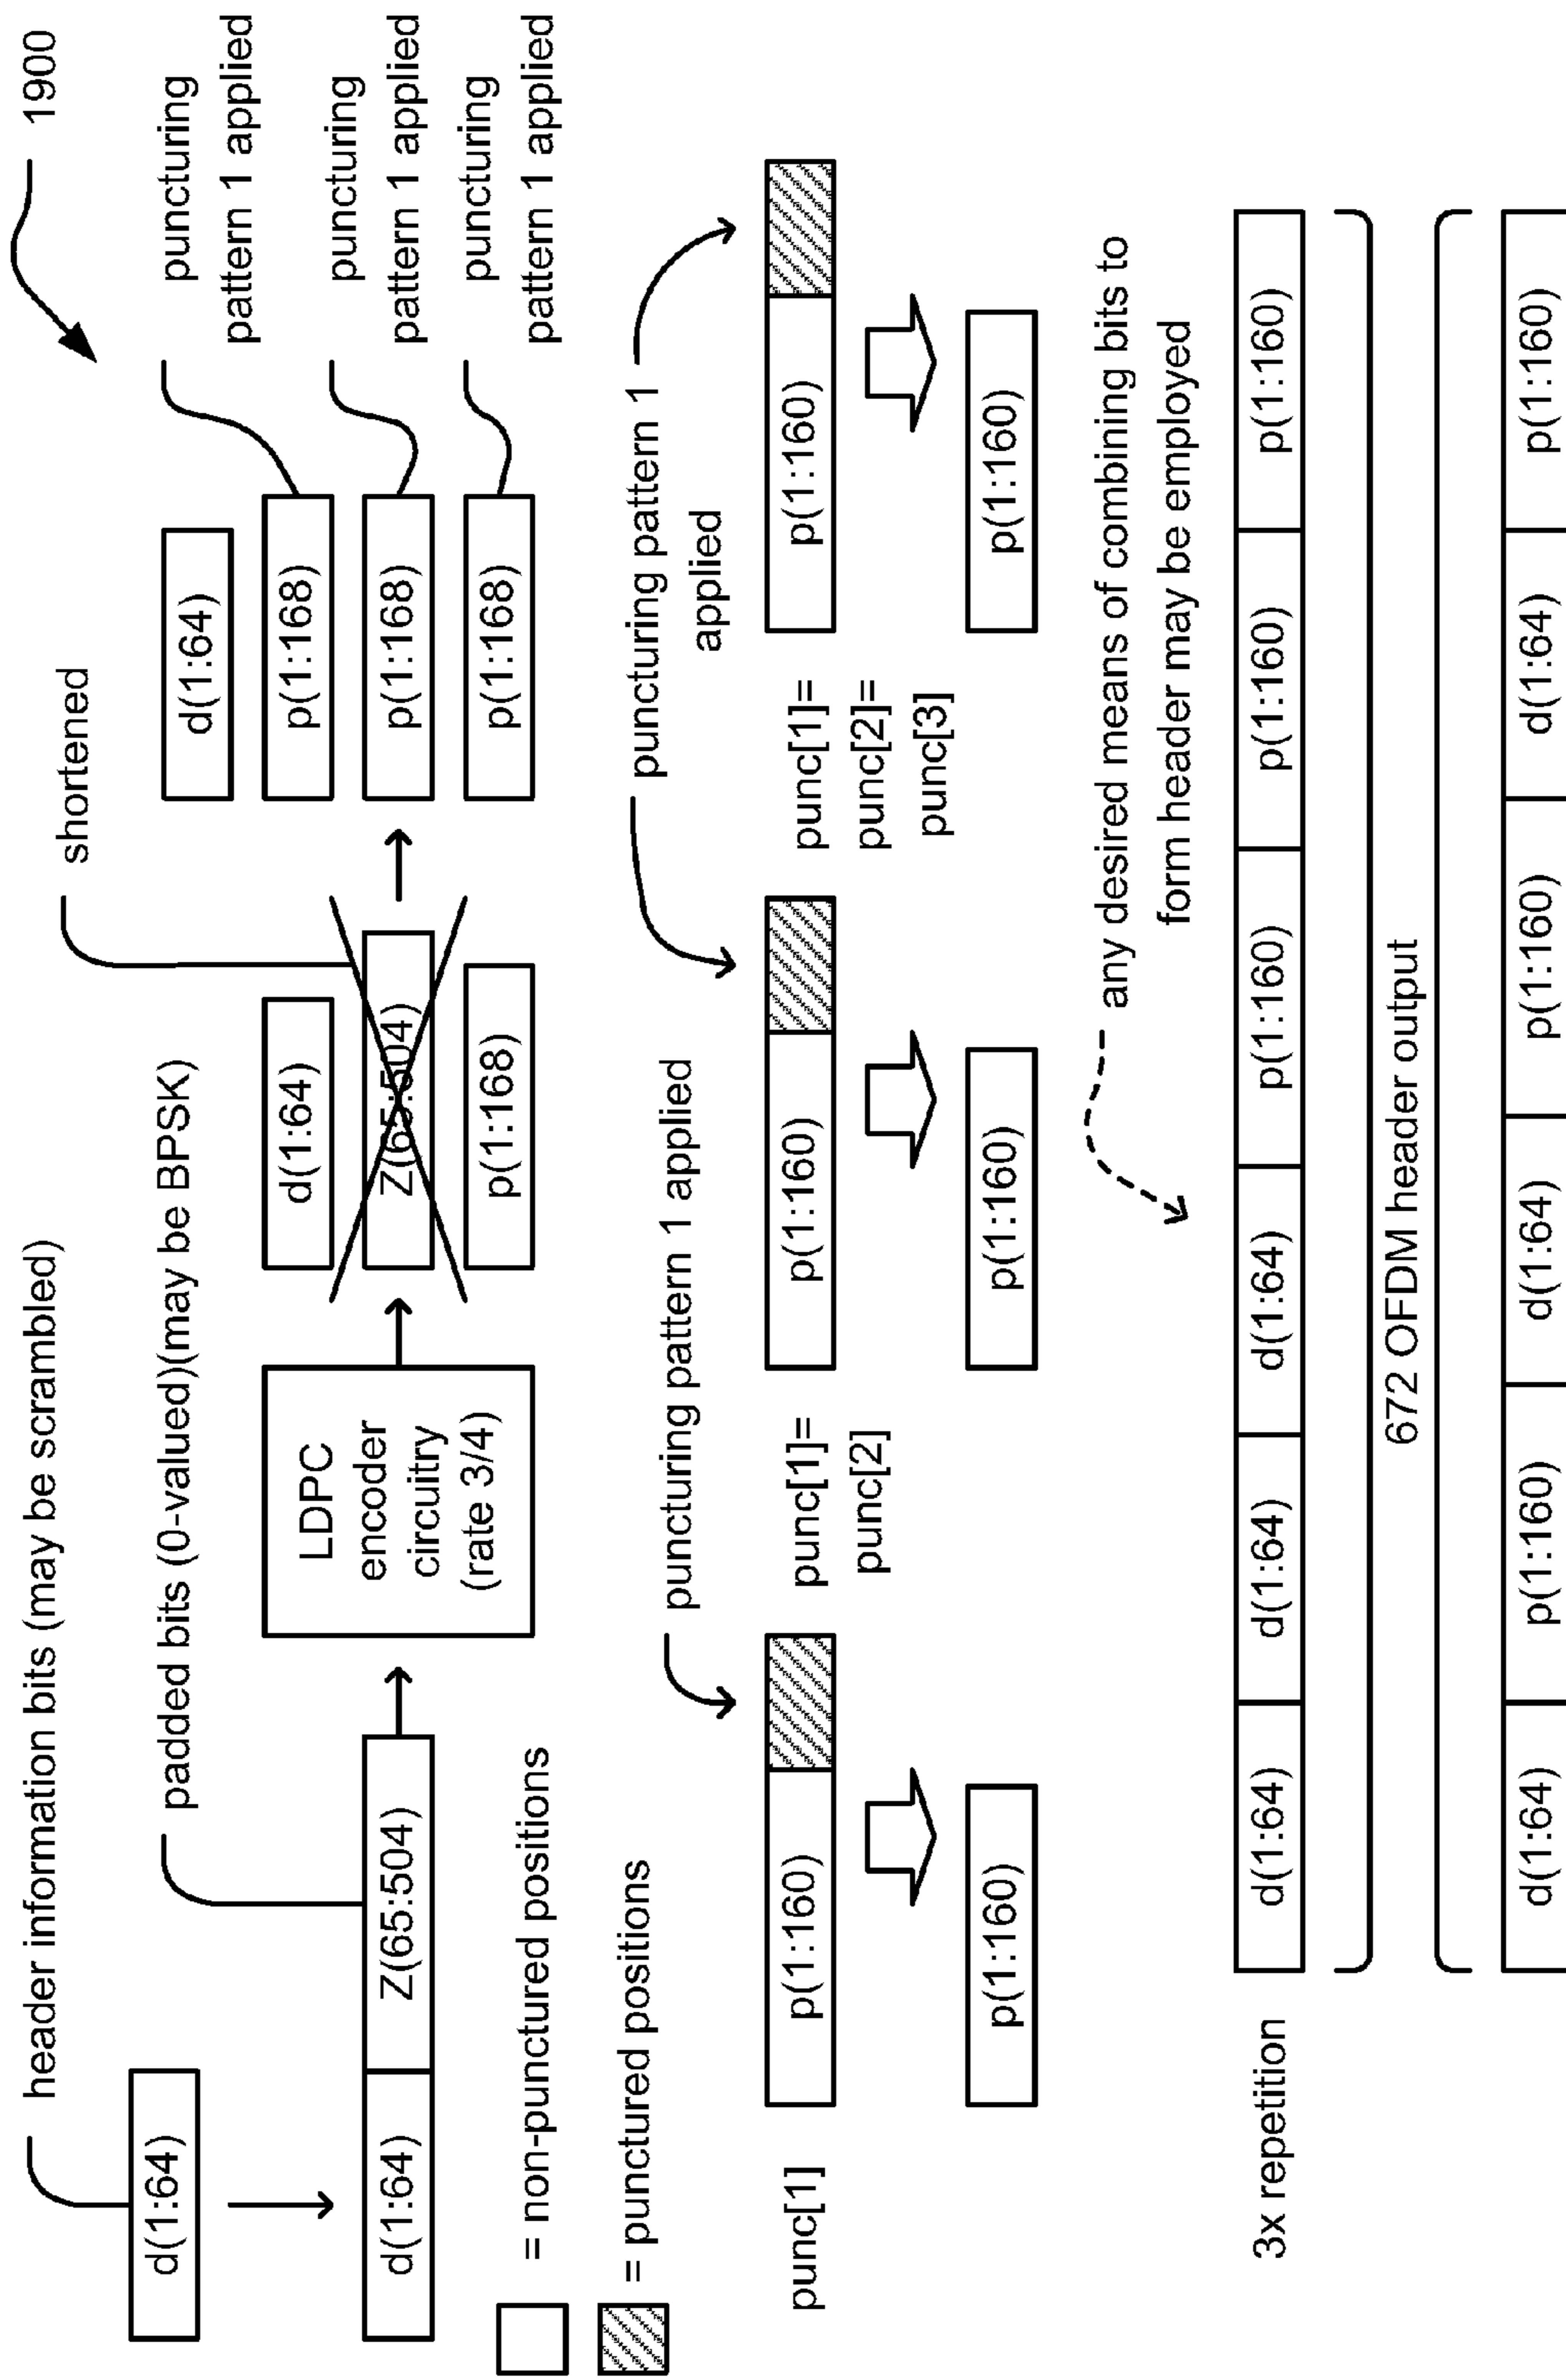 1900
header information bits (may be scrambled)
padded bits (0-valued)(may be BPSK)
shortened
d(1:64)
d(1:64)
Z(65:504)
LDPC
encoder
circuitry
(rate 3/4)
d(1:64)
Z(65:504)
p(1:168)
d(1:64)
p(1:168)
p(1:168)
p(1:168)
puncturing
pattern 1 applied
puncturing
pattern 1 applied
puncturing
pattern 1 applied
= non-punctured positions
= punctured positions
puncturing pattern 1 applied
puncturing pattern 1
applied
punc[1]
p(1:160)
p(1:160)
punc[1]=
punc[2]
p(1:160)
p(1:160)
punc[1]=
punc[2]=
punc[3]
p(1:160)
p(1:160)
any desired means of combining bits to
form header may be employed
3x repetition
d(1:64)
d(1:64)
d(1:64)
p(1:160)
p(1:160)
p(1:160)
672 OFDM header output
d(1:64)
p(1:160)
d(1:64)
p(1:160)
d(1:64)
p(1:160)